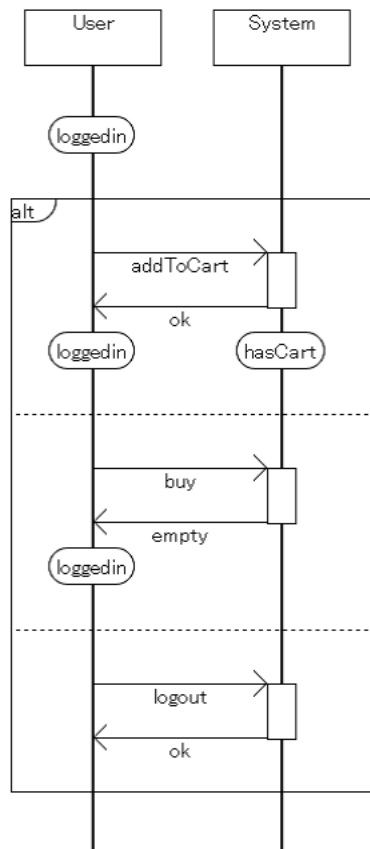 User System
loggedin
alt
addToCart
ok
loggedin hasCart
buy
empty
loggedin
logout
ok